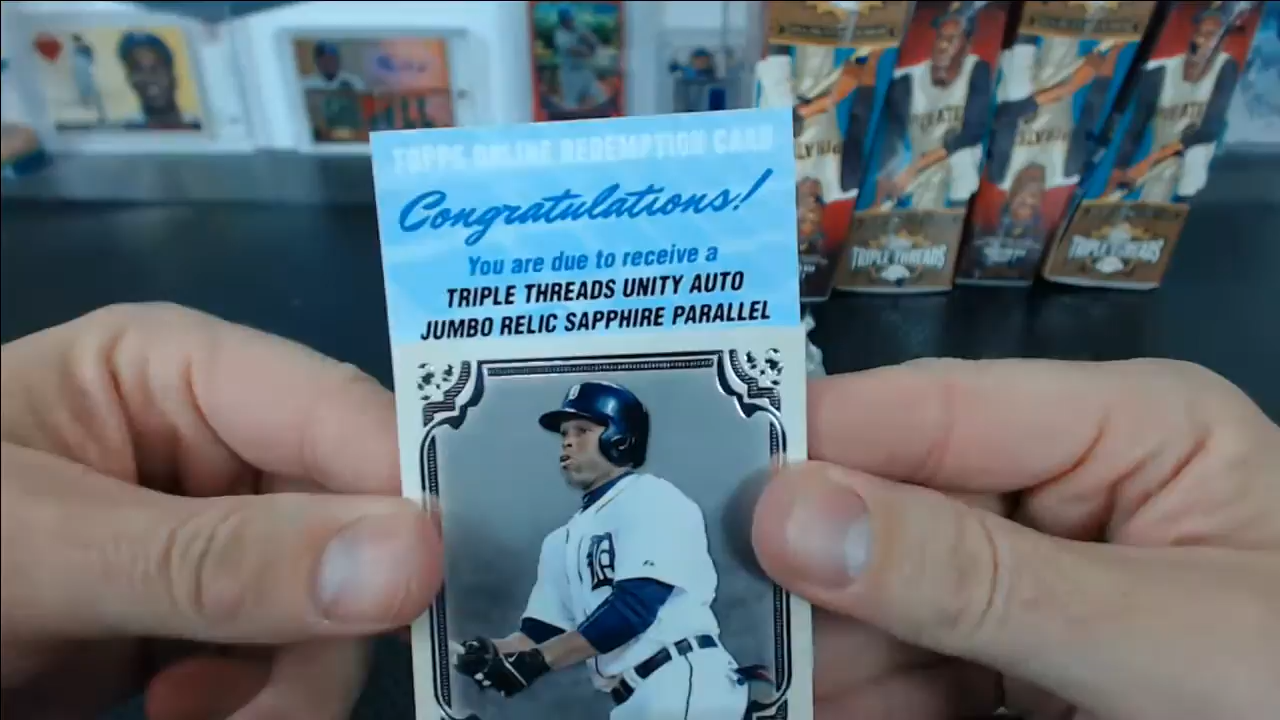 TOPPS ONLINE REDEMPTION CARD
Congratulations!
You are due to receive a
TRIPLE THREADS UNITY AUTO
JUMBO RELIC SAPPHIRE PARALLEL
D
D
PIRATES
TRIPLE THREADS
TRIPLE THREADS